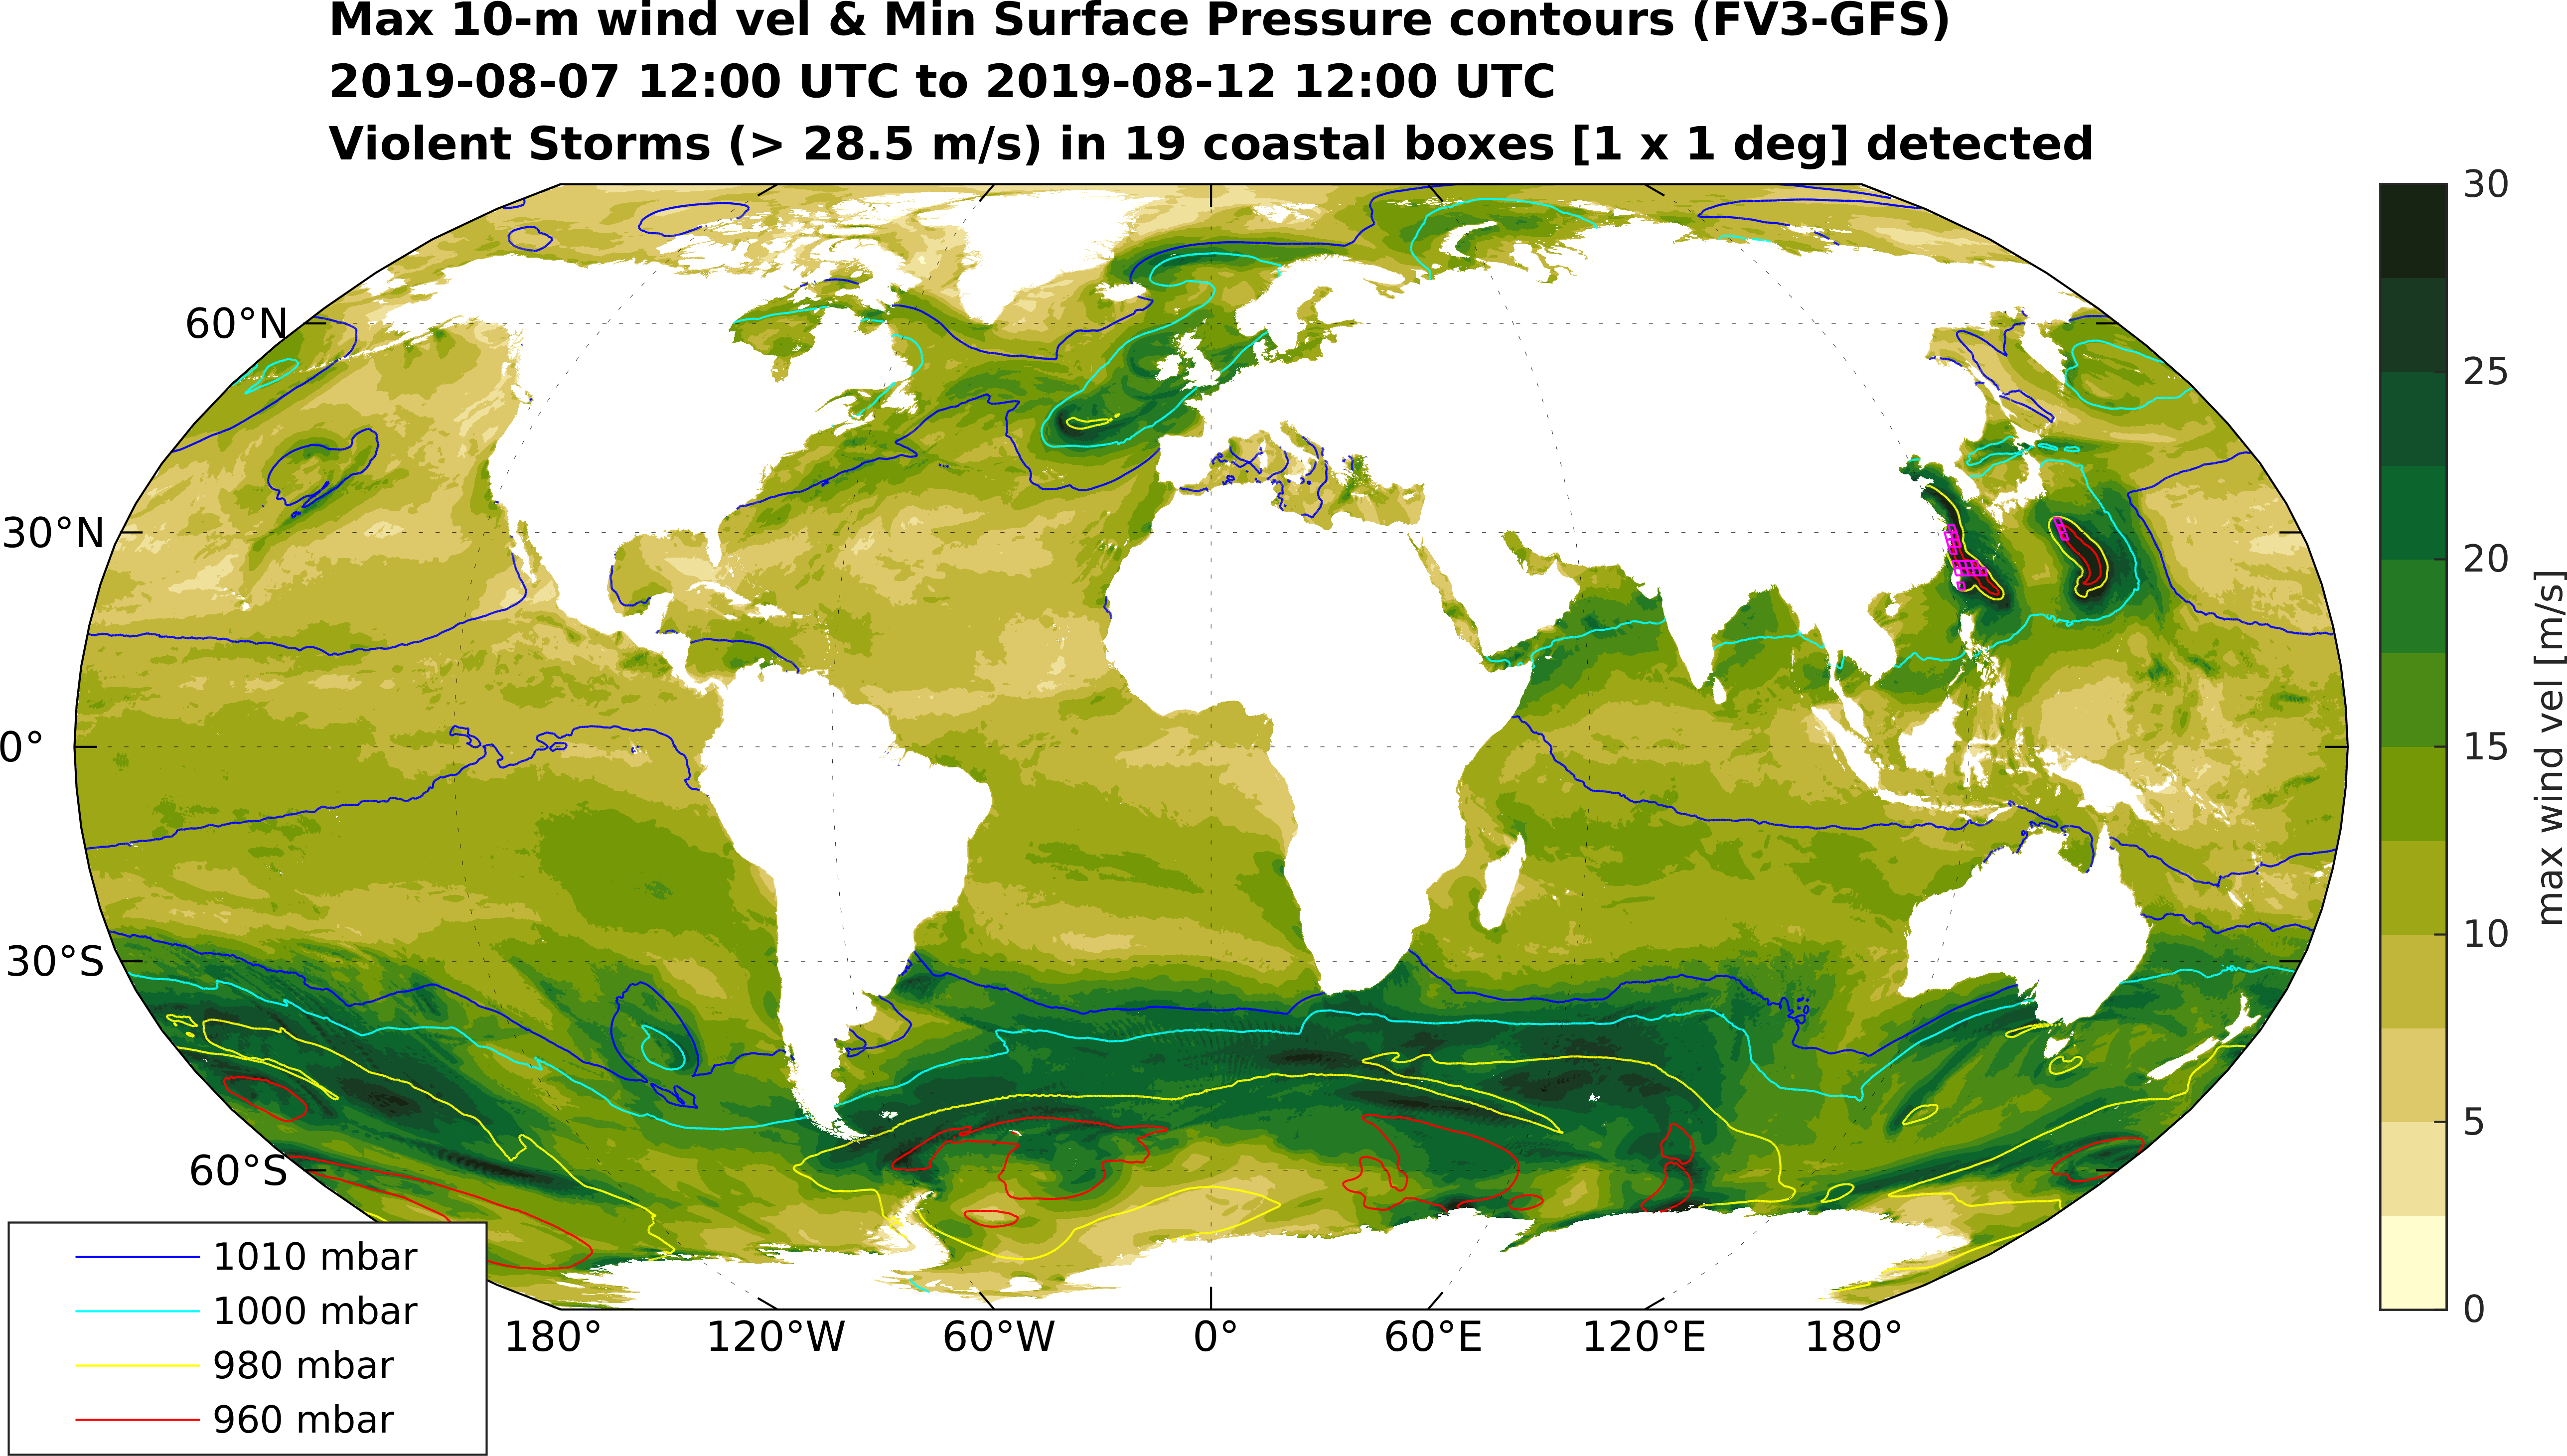 Max 10-m wind vel & Min Surface Pressure contours (FV3-GFS)
2019-08-07 12:00 UTC to 2019-08-12 12:00 UTC
Violent Storms (> 28.5 m/s) in 19 coastal boxes [1 x 1 deg] detected
60°N
30°N
0°
30°S
60°S
180°
120°W
60°W
0°
60°E
120°E
180°
1010 mbar
1000 mbar
980 mbar
960 mbar
30
25
20
15
10
5
0
max wind vel [m/s]